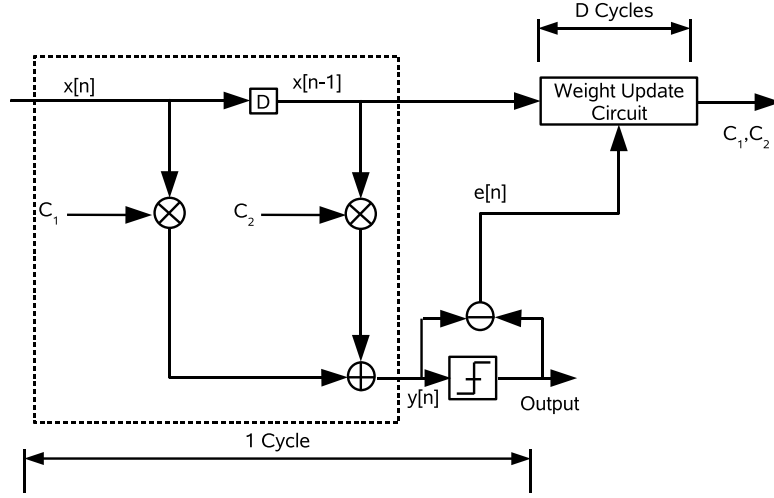 D Cycles
x[n]
D
x[n-1]
Weight Update
Circuit
C₁,C₂
C₁
C₂
e[n]
y[n]
Output
1 Cycle